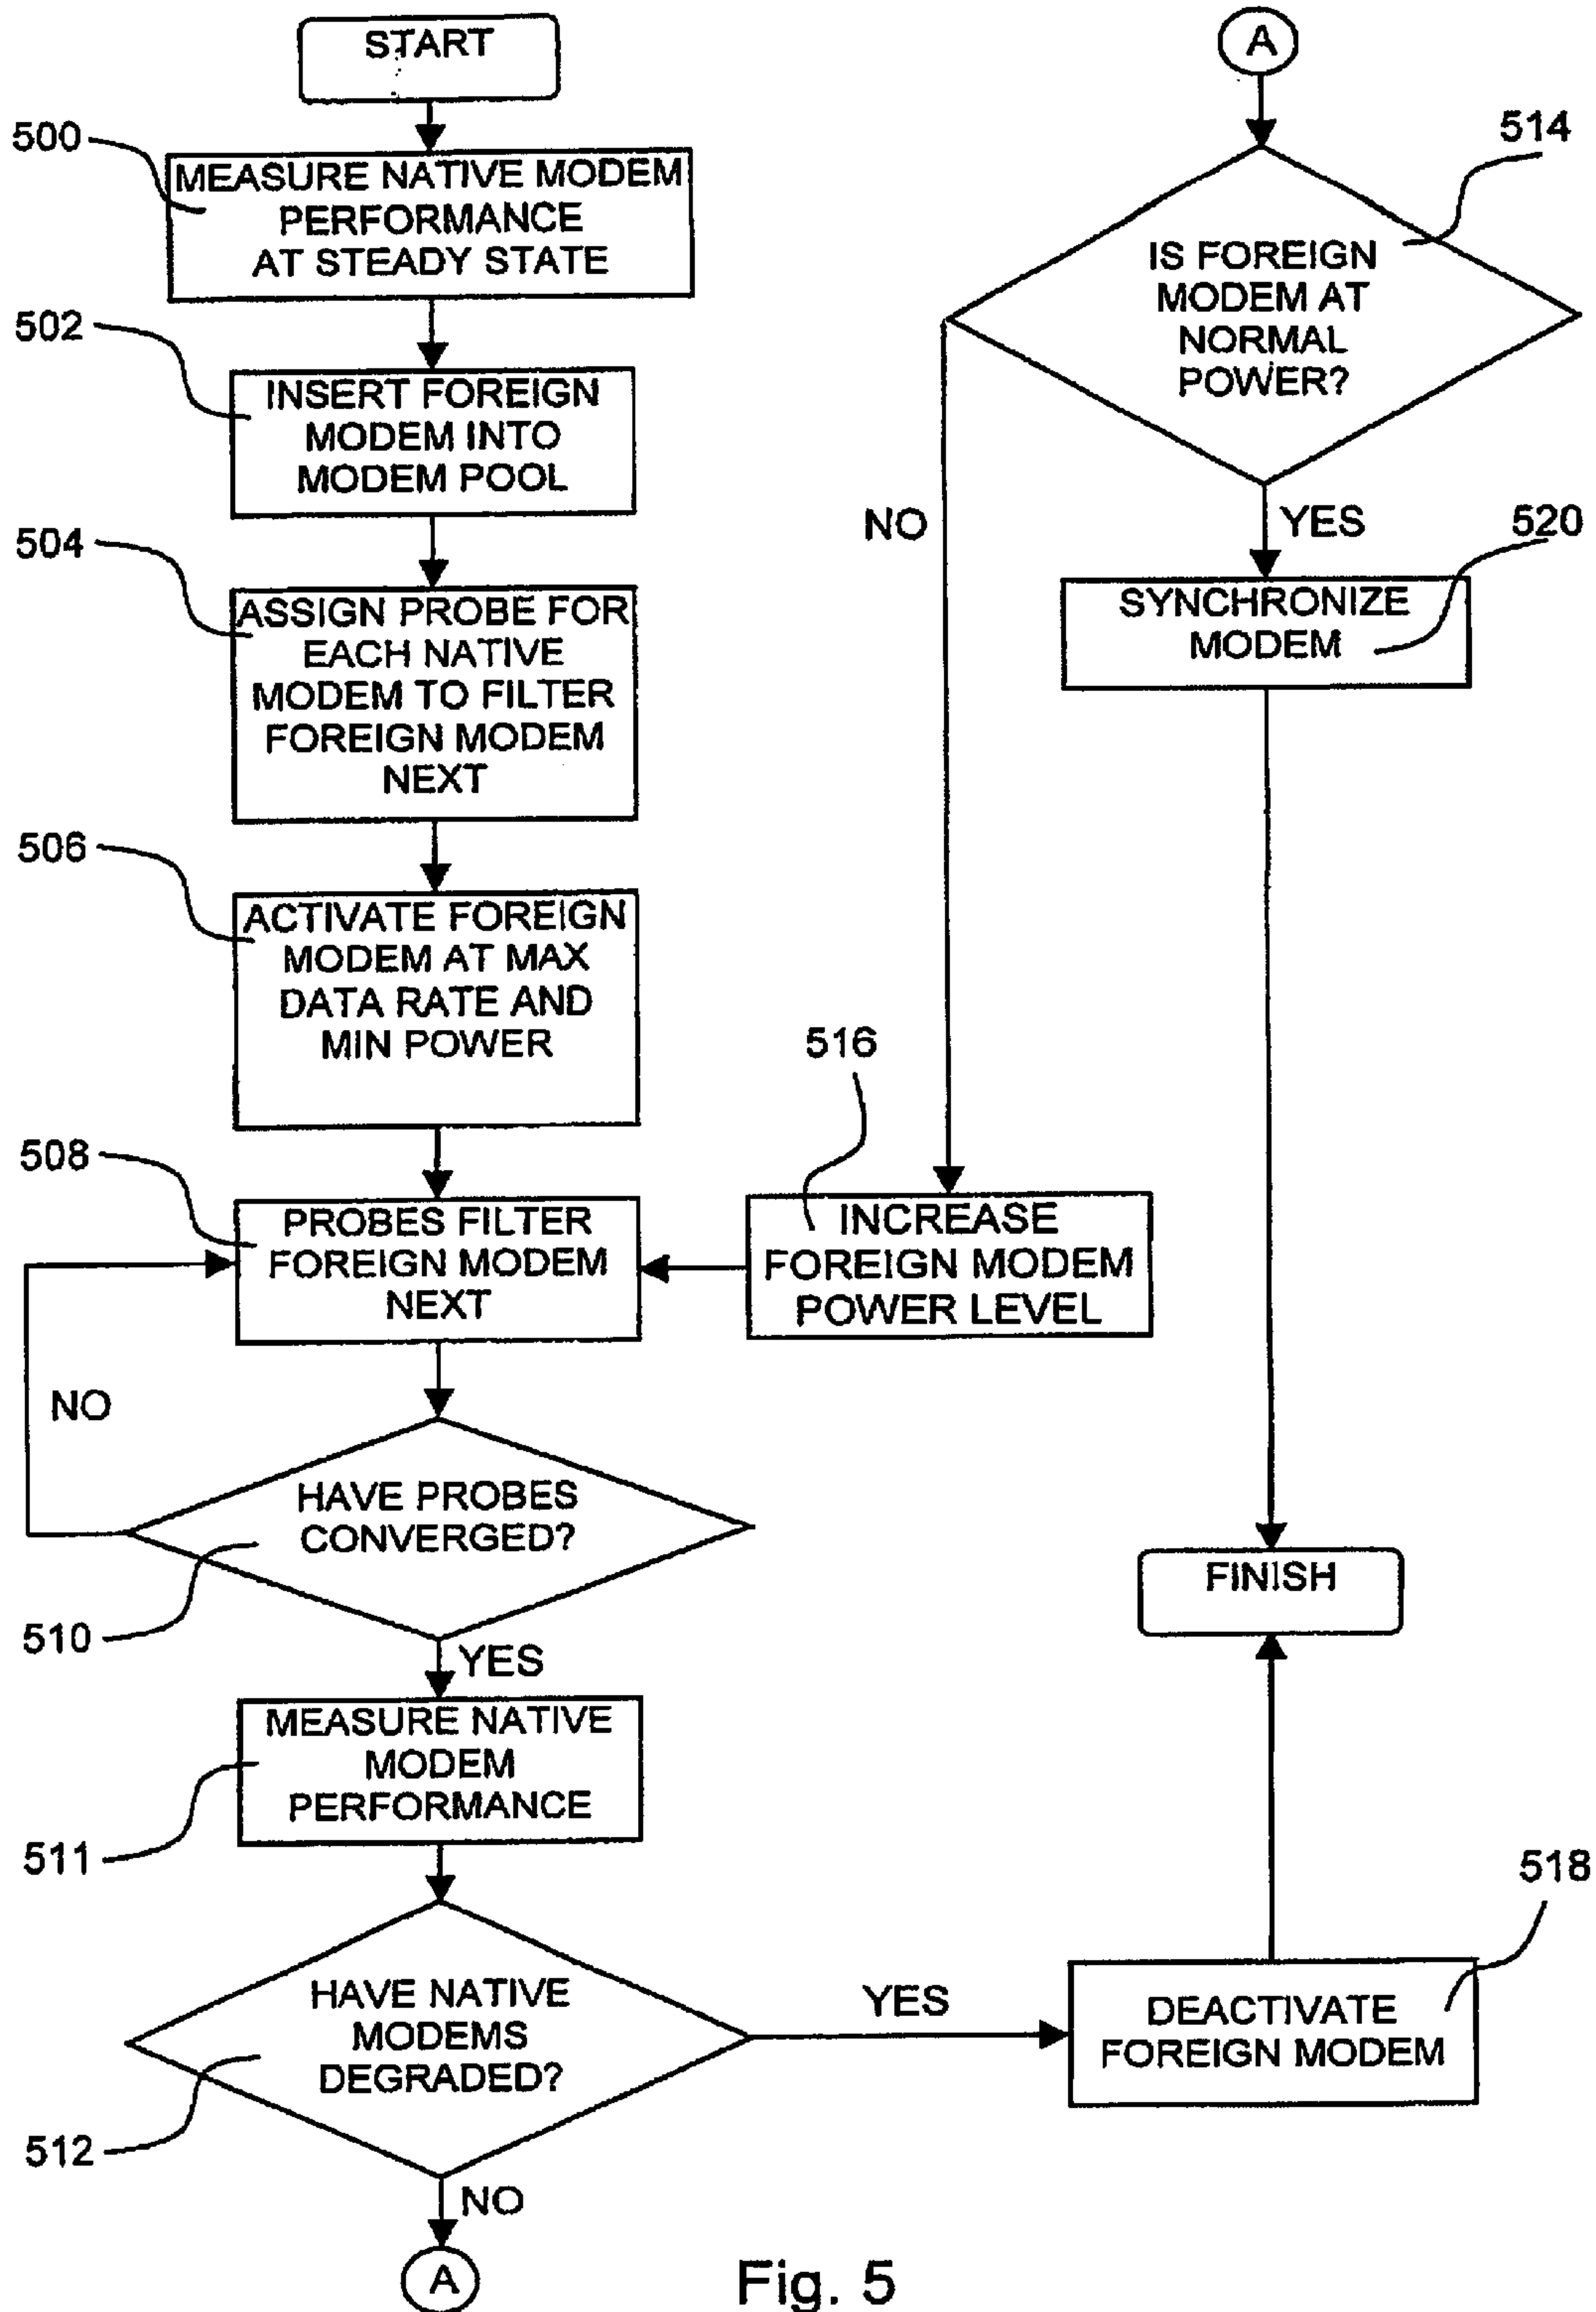 START
500
MEASURE NATIVE MODEM
PERFORMANCE
AT STEADY STATE
502
INSERT FOREIGN
MODEM INTO
MODEM POOL
504
ASSIGN PROBE FOR
EACH NATIVE
MODEM TO FILTER
FOREIGN MODEM
NEXT
506
ACTIVATE FOREIGN
MODEM AT MAX
DATA RATE AND
MIN POWER
508
PROBES FILTER
FOREIGN MODEM
NEXT
NO
HAVE PROBES
CONVERGED?
510
YES
MEASURE NATIVE
MODEM
PERFORMANCE
511
HAVE NATIVE
MODEMS
DEGRADED?
512
YES
NO
A
A
514
IS FOREIGN
MODEM AT
NORMAL
POWER?
NO
YES
520
SYNCHRONIZE
MODEM
516
INCREASE
FOREIGN MODEM
POWER LEVEL
FINISH
518
DEACTIVATE
FOREIGN MODEM
Fig. 5